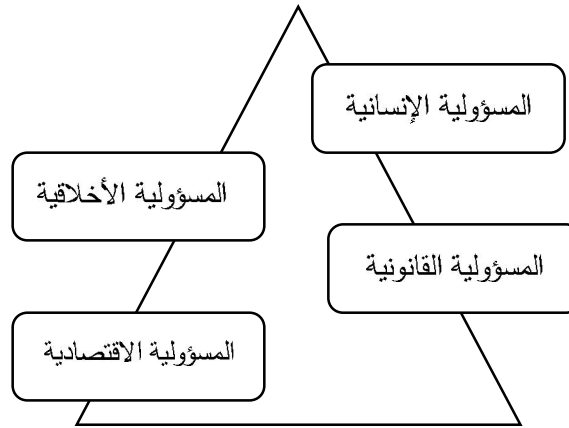 المسؤولية الإنسانية
المسؤولية الأخلاقية
المسؤولية القانونية
المسؤولية الاقتصادية